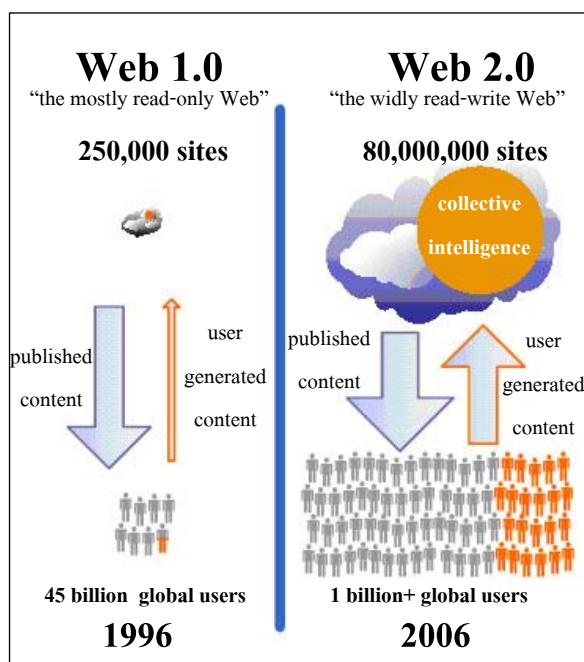 Web 1.0
“the mostly read-only Web”
250,000 sites
published
content
user
generated
content
45 billion global users
1996
Web 2.0
“the widly read-write Web”
80,000,000 sites
collective
intelligence
published
content
user
generated
content
1 billion+ global users
2006